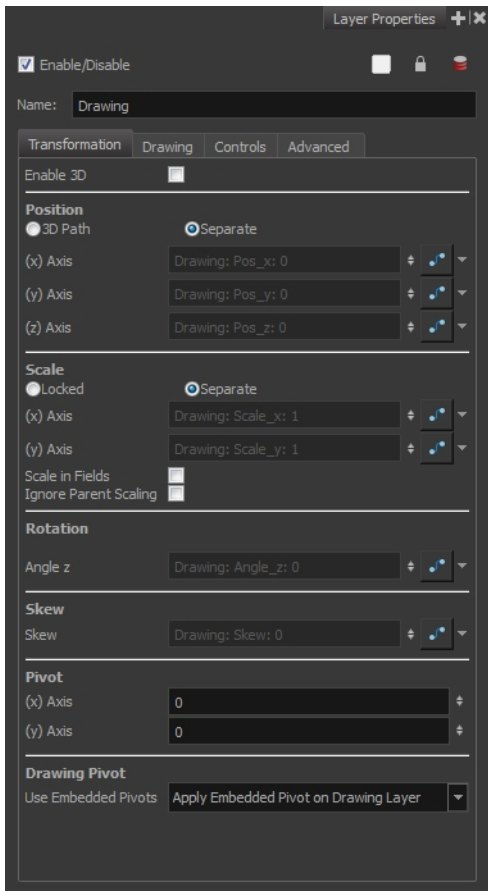 Layer Properties
Enable/Disable
Name: Drawing
Transformation Drawing Controls Advanced
Enable 3D
Position
3D Path Separate
(x) Axis Drawing: Pos_x: 0
(y) Axis Drawing: Pos_y: 0
(z) Axis Drawing: Pos_z: 0
Scale
Locked Separate
(x) Axis Drawing: Scale_x: 1
(y) Axis Drawing: Scale_y: 1
Scale in Fields
Ignore Parent Scaling
Rotation
Angle z Drawing: Angle_z: 0
Skew
Skew Drawing: Skew: 0
Pivot
(x) Axis 0
(y) Axis 0
Drawing Pivot
Use Embedded Pivots Apply Embedded Pivot on Drawing Layer